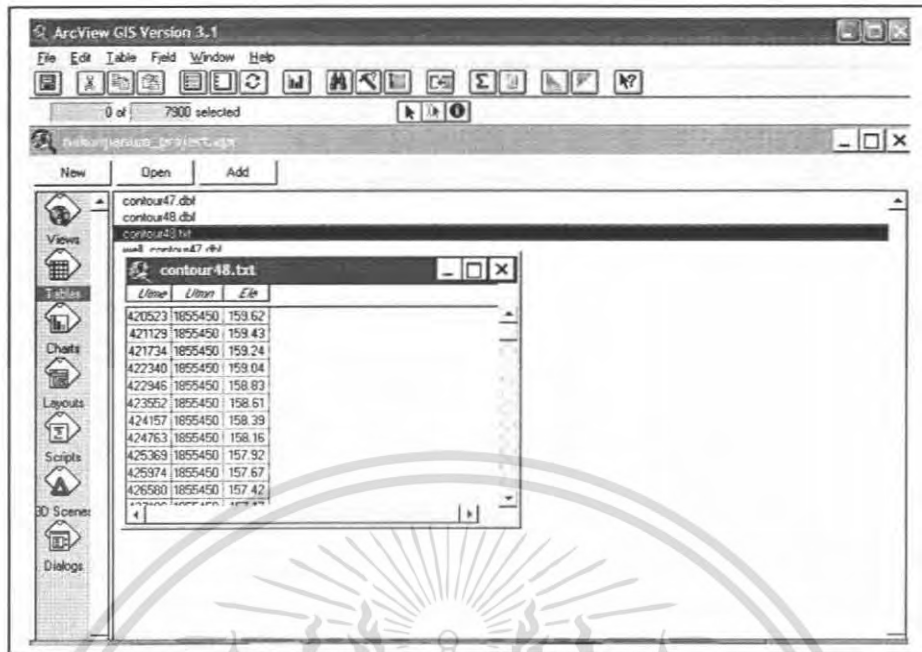 ArcView GIS Version 3.1
File Edit Table Field Window Help
0 of 7900 selected
New Open Add
contour47.dbf
contour48.dbf
contour48.txt
well_contour47.dbf
Views
Tables
Charts
Layouts
Scripts
3D Scenes
Dialogs
contour48.txt
Utme Utmn Ele
420523 1855450 159.62
421129 1855450 159.43
421734 1855450 159.24
422340 1855450 159.04
422946 1855450 158.83
423552 1855450 158.61
424157 1855450 158.39
424763 1855450 158.16
425369 1855450 157.92
425974 1855450 157.67
426580 1855450 157.42